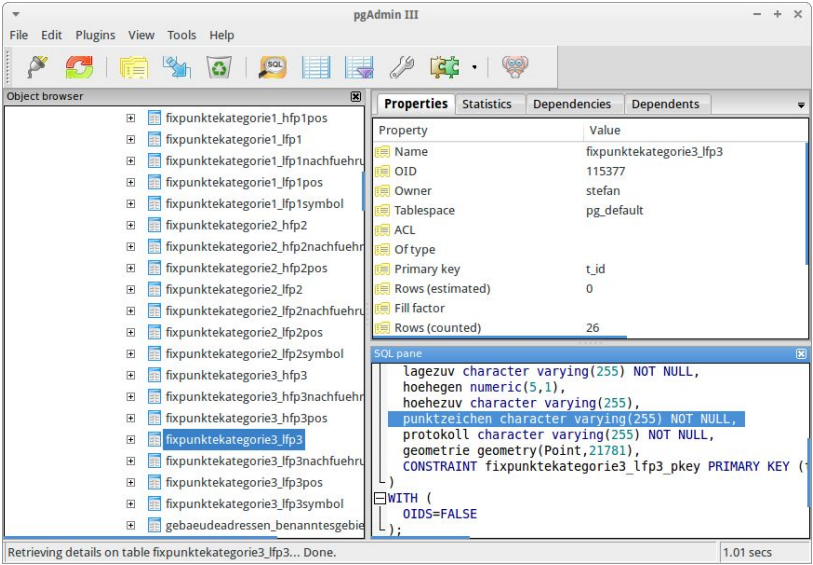 pgAdmin III
File Edit Plugins View Tools Help
SQL
Object browser
fixpunktekategorie1_hfp1pos
fixpunktekategorie1_lfp1
fixpunktekategorie1_lfp1nachfuehru
fixpunktekategorie1_lfp1pos
fixpunktekategorie1_lfp1symbol
fixpunktekategorie2_hfp2
fixpunktekategorie2_hfp2nachfuehr
fixpunktekategorie2_hfp2pos
fixpunktekategorie2_lfp2
fixpunktekategorie2_lfp2nachfuehru
fixpunktekategorie2_lfp2pos
fixpunktekategorie2_lfp2symbol
fixpunktekategorie3_hfp3
fixpunktekategorie3_hfp3nachfuehr
fixpunktekategorie3_hfp3pos
fixpunktekategorie3_lfp3
fixpunktekategorie3_lfp3nachfuehru
fixpunktekategorie3_lfp3pos
fixpunktekategorie3_lfp3symbol
gebaeudeadressen_benanntesgebie
Properties Statistics Dependencies Dependents
Property Value
Name fixpunktekategorie3_lfp3
OID 115377
Owner stefan
Tablespace pg_default
ACL
Of type
Primary key t_id
Rows (estimated) 0
Fill factor
Rows (counted) 26
SQL pane
lagezuv character varying(255) NOT NULL,
hoehegen numeric(5,1),
hoehezuv character varying(255),
punktzeichen character varying(255) NOT NULL,
protokoll character varying(255) NOT NULL,
geometrie geometry(Point,21781),
CONSTRAINT fixpunktekategorie3_lfp3_pkey PRIMARY KEY (
)
WITH (
OIDS=FALSE
);
Retrieving details on table fixpunktekategorie3_lfp3... Done. 1.01 secs